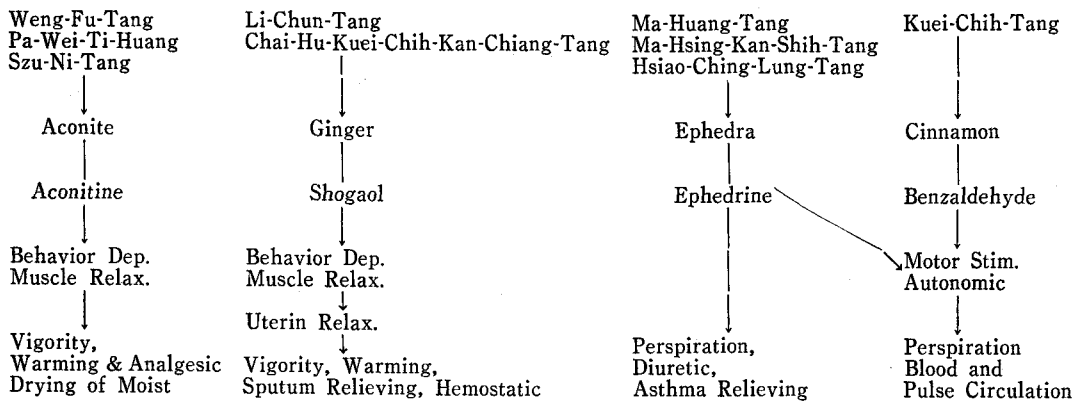 Weng-Fu-Tang
Pa-Wei-Ti-Huang
Szu-Ni-Tang
Aconite
Aconitine
Behavior Dep.
Muscle Relax.
Vigority,
Warming & Analgesic
Drying of Moist
Li-Chun-Tang
Chai-Hu-Kuei-Chih-Kan-Chiang-Tang
Ginger
Shogaol
Behavior Dep.
Muscle Relax.
Uterin Relax.
Vigority, Warming,
Sputum Relieving, Hemostatic
Ma-Huang-Tang
Ma-Hsing-Kan-Shih-Tang
Hsiao-Ching-Lung-Tang
Ephedra
Ephedrine
Perspiration,
Diuretic,
Asthma Relieving
Kuei-Chih-Tang
Cinnamon
Benzaldehyde
Motor Stim.
Autonomic
Perspiration
Blood and
Pulse Circulation